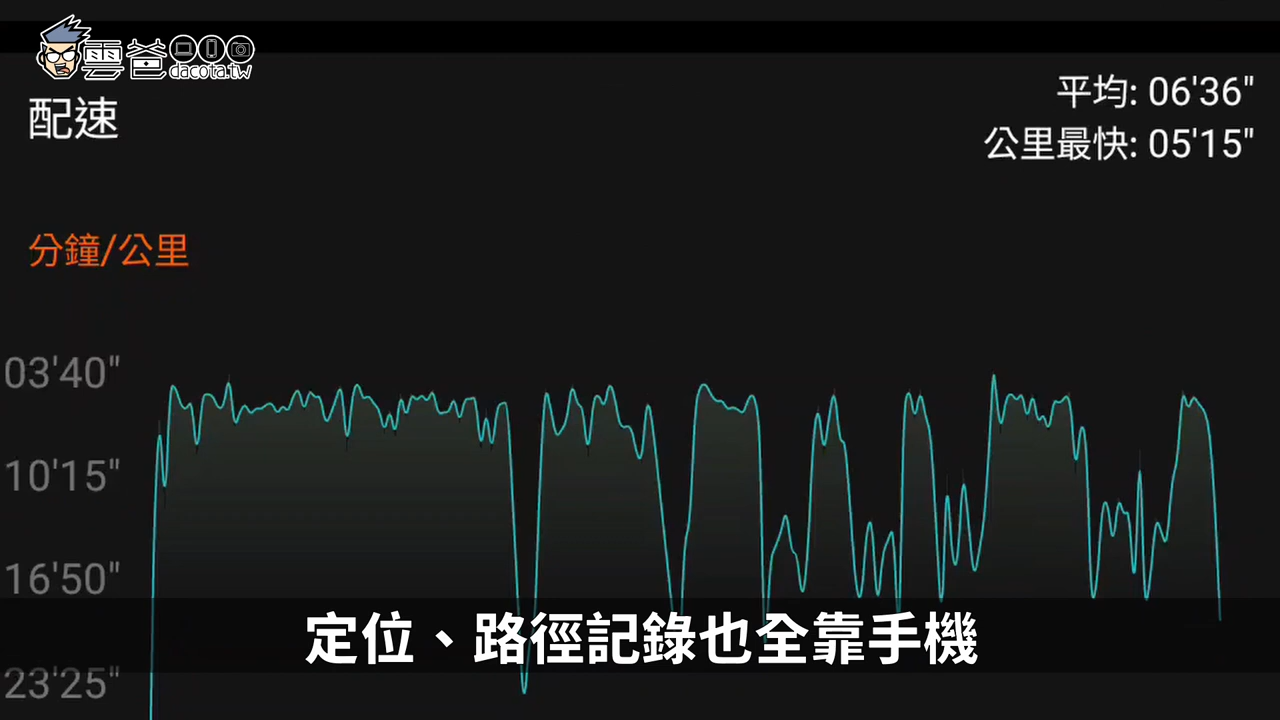 雲爸
dacota.tw
配速
平均: 06'36"
公里最快: 05'15"
分鐘/公里
03'40"
10'15"
16'50"
23'25"
定位、路徑記錄也全靠手機